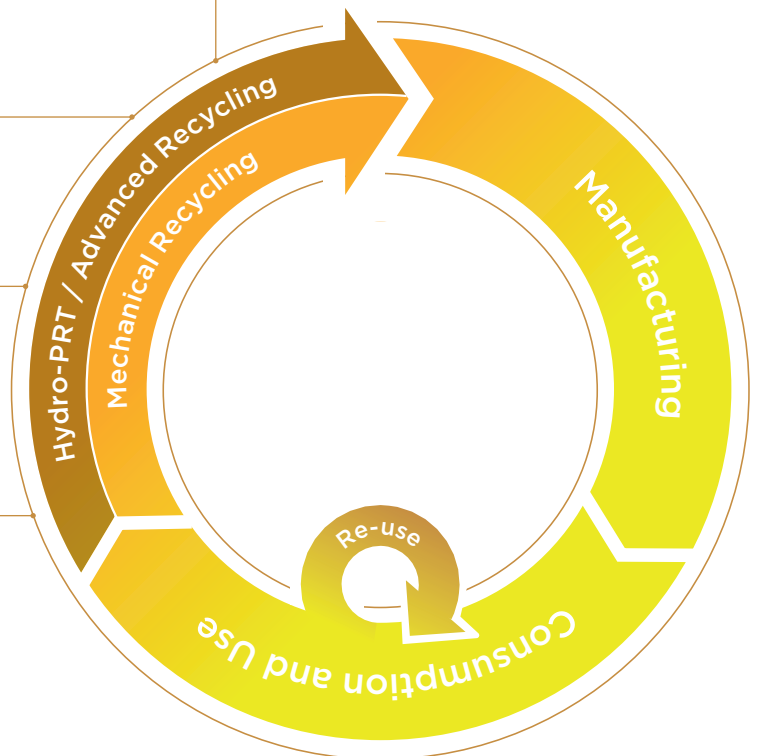 Hydro-PRT / Advanced Recycling
Mechanical Recycling
Manufacturing
Re-use
Consumption and Use